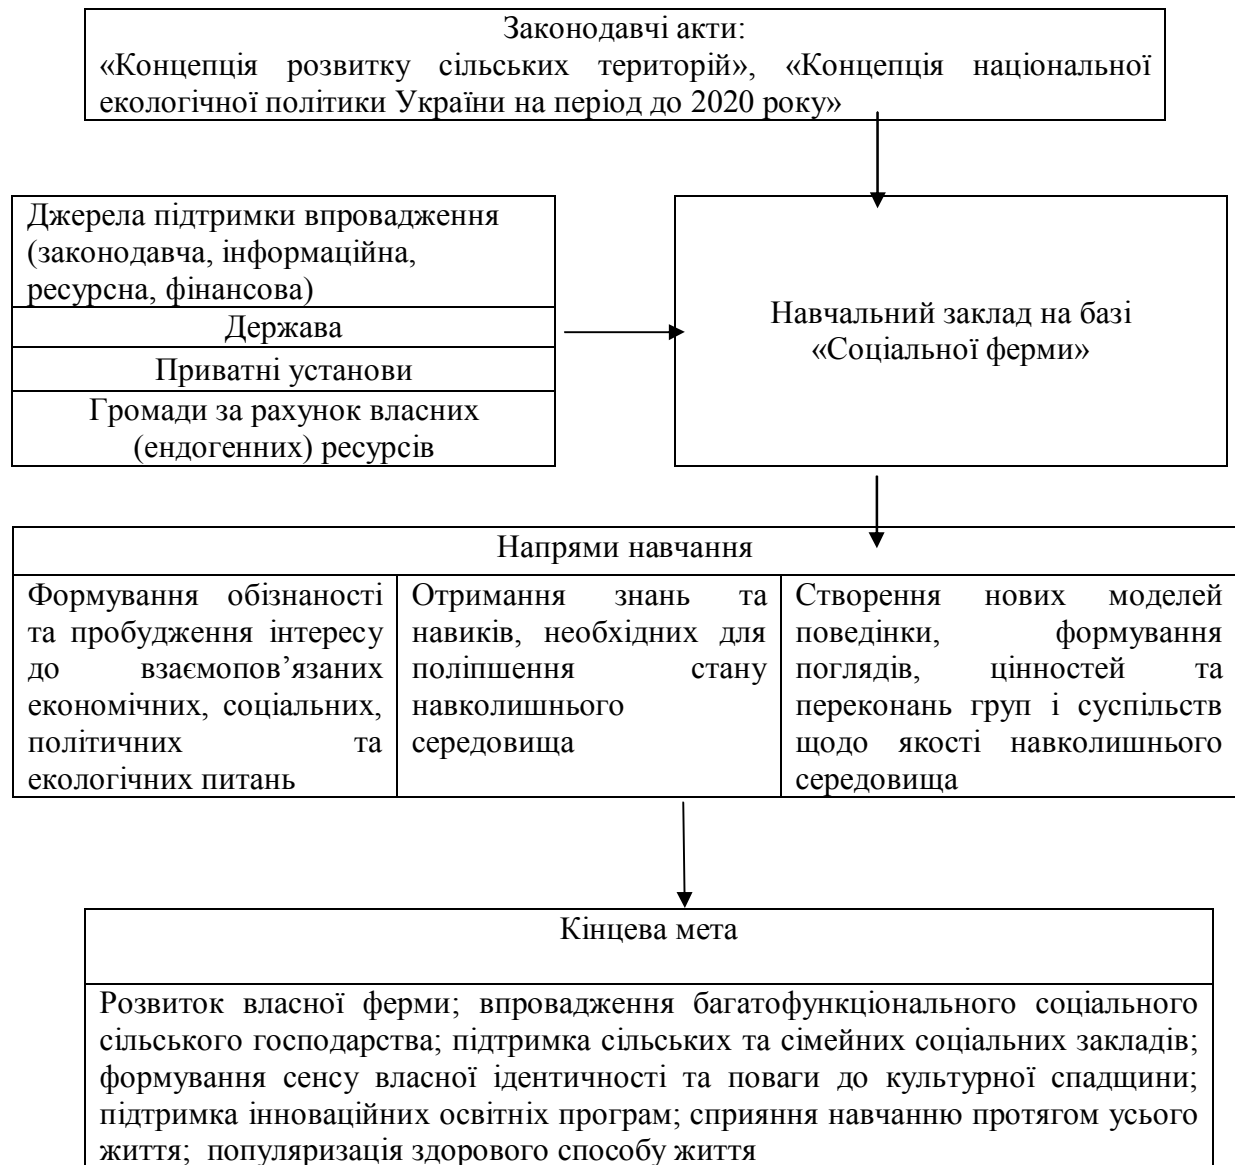 Законодавчі акти:
«Концепція розвитку сільських територій», «Концепція національної
екологічної політики України на період до 2020 року»
Джерела підтримки впровадження
(законодавча, інформаційна,
ресурсна, фінансова)
Держава
Приватні установи
Громади за рахунок власних
(ендогенних) ресурсів
Навчальний заклад на базі
«Соціальної ферми»
Напрями навчання
Формування обізнаності
та пробудження інтересу
до взаємопов’язаних
економічних, соціальних,
політичних та
екологічних питань
Отримання знань та
навиків, необхідних для
поліпшення стану
навколишнього
середовища
Створення нових моделей
поведінки, формування
поглядів, цінностей та
переконань груп і суспільств
щодо якості навколишнього
середовища
Кінцева мета
Розвиток власної ферми; впровадження багатофункціонального соціального
сільського господарства; підтримка сільських та сімейних соціальних закладів;
формування сенсу власної ідентичності та поваги до культурної спадщини;
підтримка інноваційних освітніх програм; сприяння навчанню протягом усього
життя; популяризація здорового способу життя